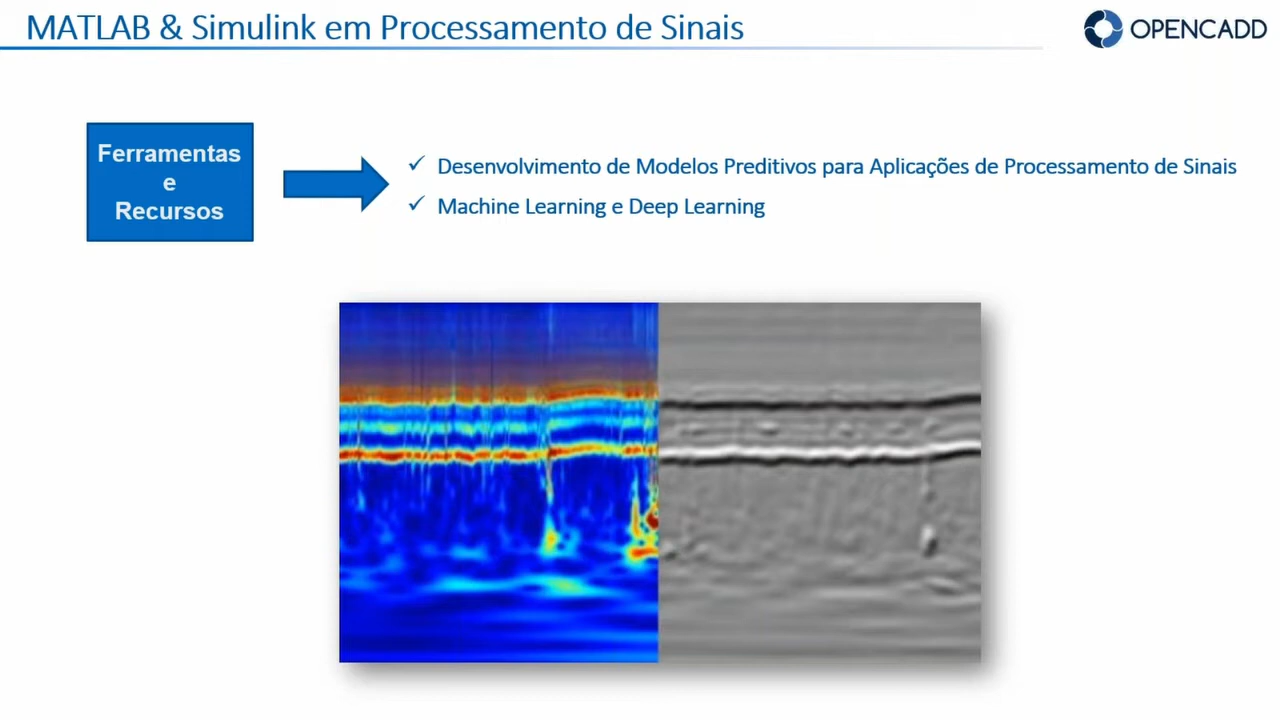 MATLAB & Simulink em Processamento de Sinais
OPENCADD
Ferramentas
e
Recursos
Desenvolvimento de Modelos Preditivos para Aplicações de Processamento de Sinais
Machine Learning e Deep Learning